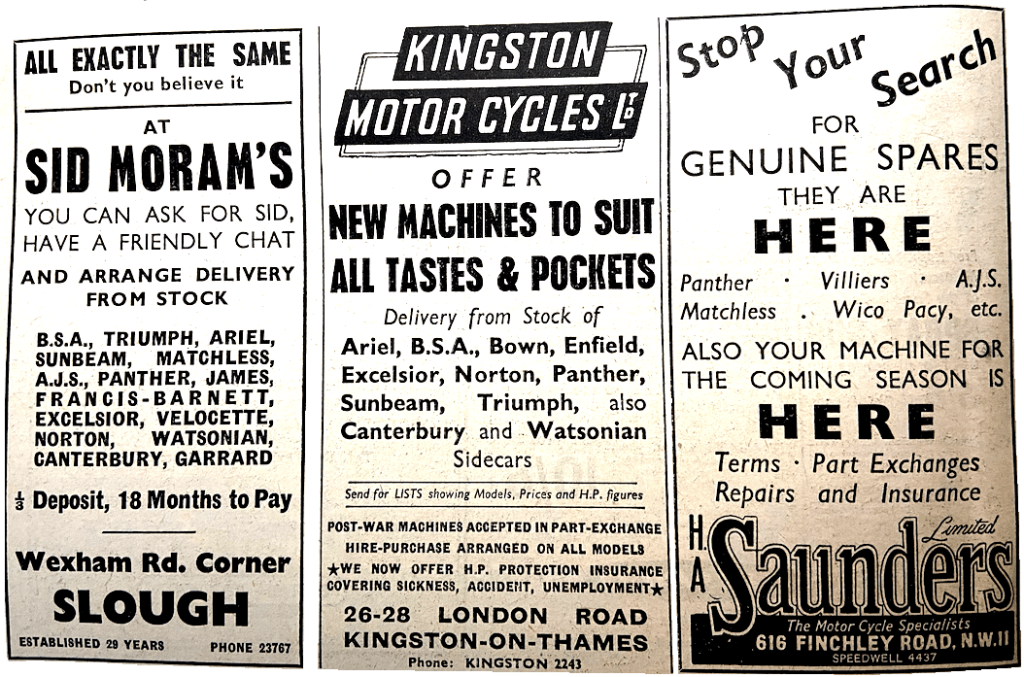 ALL EXACTLY THE SAME
Don't you believe it
AT
SID MORAM'S
YOU CAN ASK FOR SID,
HAVE A FRIENDLY CHAT
AND ARRANGE DELIVERY
FROM STOCK
B.S.A., TRIUMPH, ARIEL,
SUNBEAM, MATCHLESS,
A.J.S., PANTHER, JAMES,
FRANCIS-BARNETT,
EXCELSIOR, VELOCETTE,
NORTON, WATSONIAN,
CANTERBURY, GARRARD
⅓ Deposit, 18 Months to Pay
Wexham Rd. Corner
SLOUGH
ESTABLISHED 29 YEARS PHONE 23767
KINGSTON
MOTOR CYCLES LTD
OFFER
NEW MACHINES TO SUIT
ALL TASTES & POCKETS
Delivery from Stock of
Ariel, B.S.A., Bown, Enfield,
Excelsior, Norton, Panther,
Sunbeam, Triumph, also
Canterbury and Watsonian
Sidecars
Send for LISTS showing Models, Prices and H.P. figures
POST-WAR MACHINES ACCEPTED IN PART-EXCHANGE
HIRE-PURCHASE ARRANGED ON ALL MODELS
★WE NOW OFFER H.P. PROTECTION INSURANCE
COVERING SICKNESS, ACCIDENT, UNEMPLOYMENT★
26-28 LONDON ROAD
KINGSTON-ON-THAMES
Phone: KINGSTON 2243
Stop Your Search
FOR
GENUINE SPARES
THEY ARE
HERE
Panther · Villiers · A.J.S.
Matchless . Wico Pacy, etc.
ALSO YOUR MACHINE FOR
THE COMING SEASON IS
HERE
Terms · Part Exchanges
Repairs and Insurance
H.A. Saunders Limited
The Motor Cycle Specialists
616 FINCHLEY ROAD, N.W.11
SPEEDWELL 4437